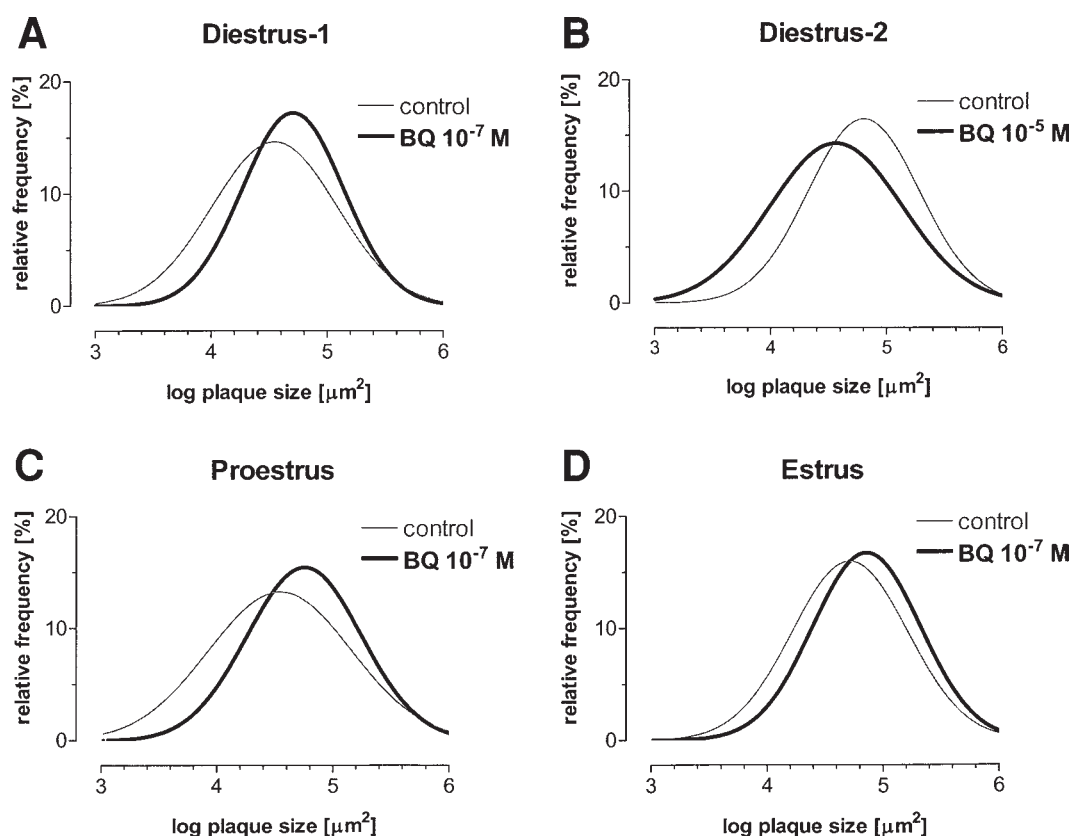 A
Diestrus-1
relative frequency [%]
20
10
0
control
BQ 10⁻⁷ M
3 4 5 6
log plaque size [µm²]
B
Diestrus-2
relative frequency [%]
20
10
0
control
BQ 10⁻⁵ M
3 4 5 6
log plaque size [µm²]
C
Proestrus
relative frequency [%]
20
10
0
control
BQ 10⁻⁷ M
3 4 5 6
log plaque size [µm²]
D
Estrus
relative frequency [%]
20
10
0
control
BQ 10⁻⁷ M
3 4 5 6
log plaque size [µm²]